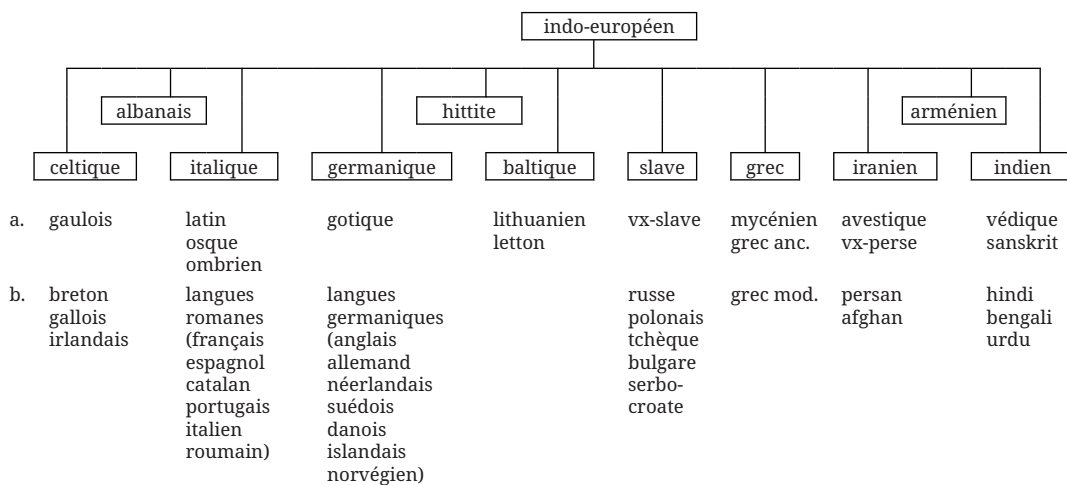 indo-européen
albanais hittite arménien
celtique italique germanique baltique slave grec iranien indien
a. gaulois latin gotique lithuanien vx-slave mycénien avestique védique
osque letton grec anc. vx-perse sanskrit
ombrien
b. breton langues langues russe grec mod. persan hindi
gallois romanes germaniques polonais afghan bengali
irlandais (français (anglais tchèque urdu
espagnol allemand bulgare
catalan néerlandais serbo-
portugais suédois croate
italien danois
roumain) islandais
norvégien)